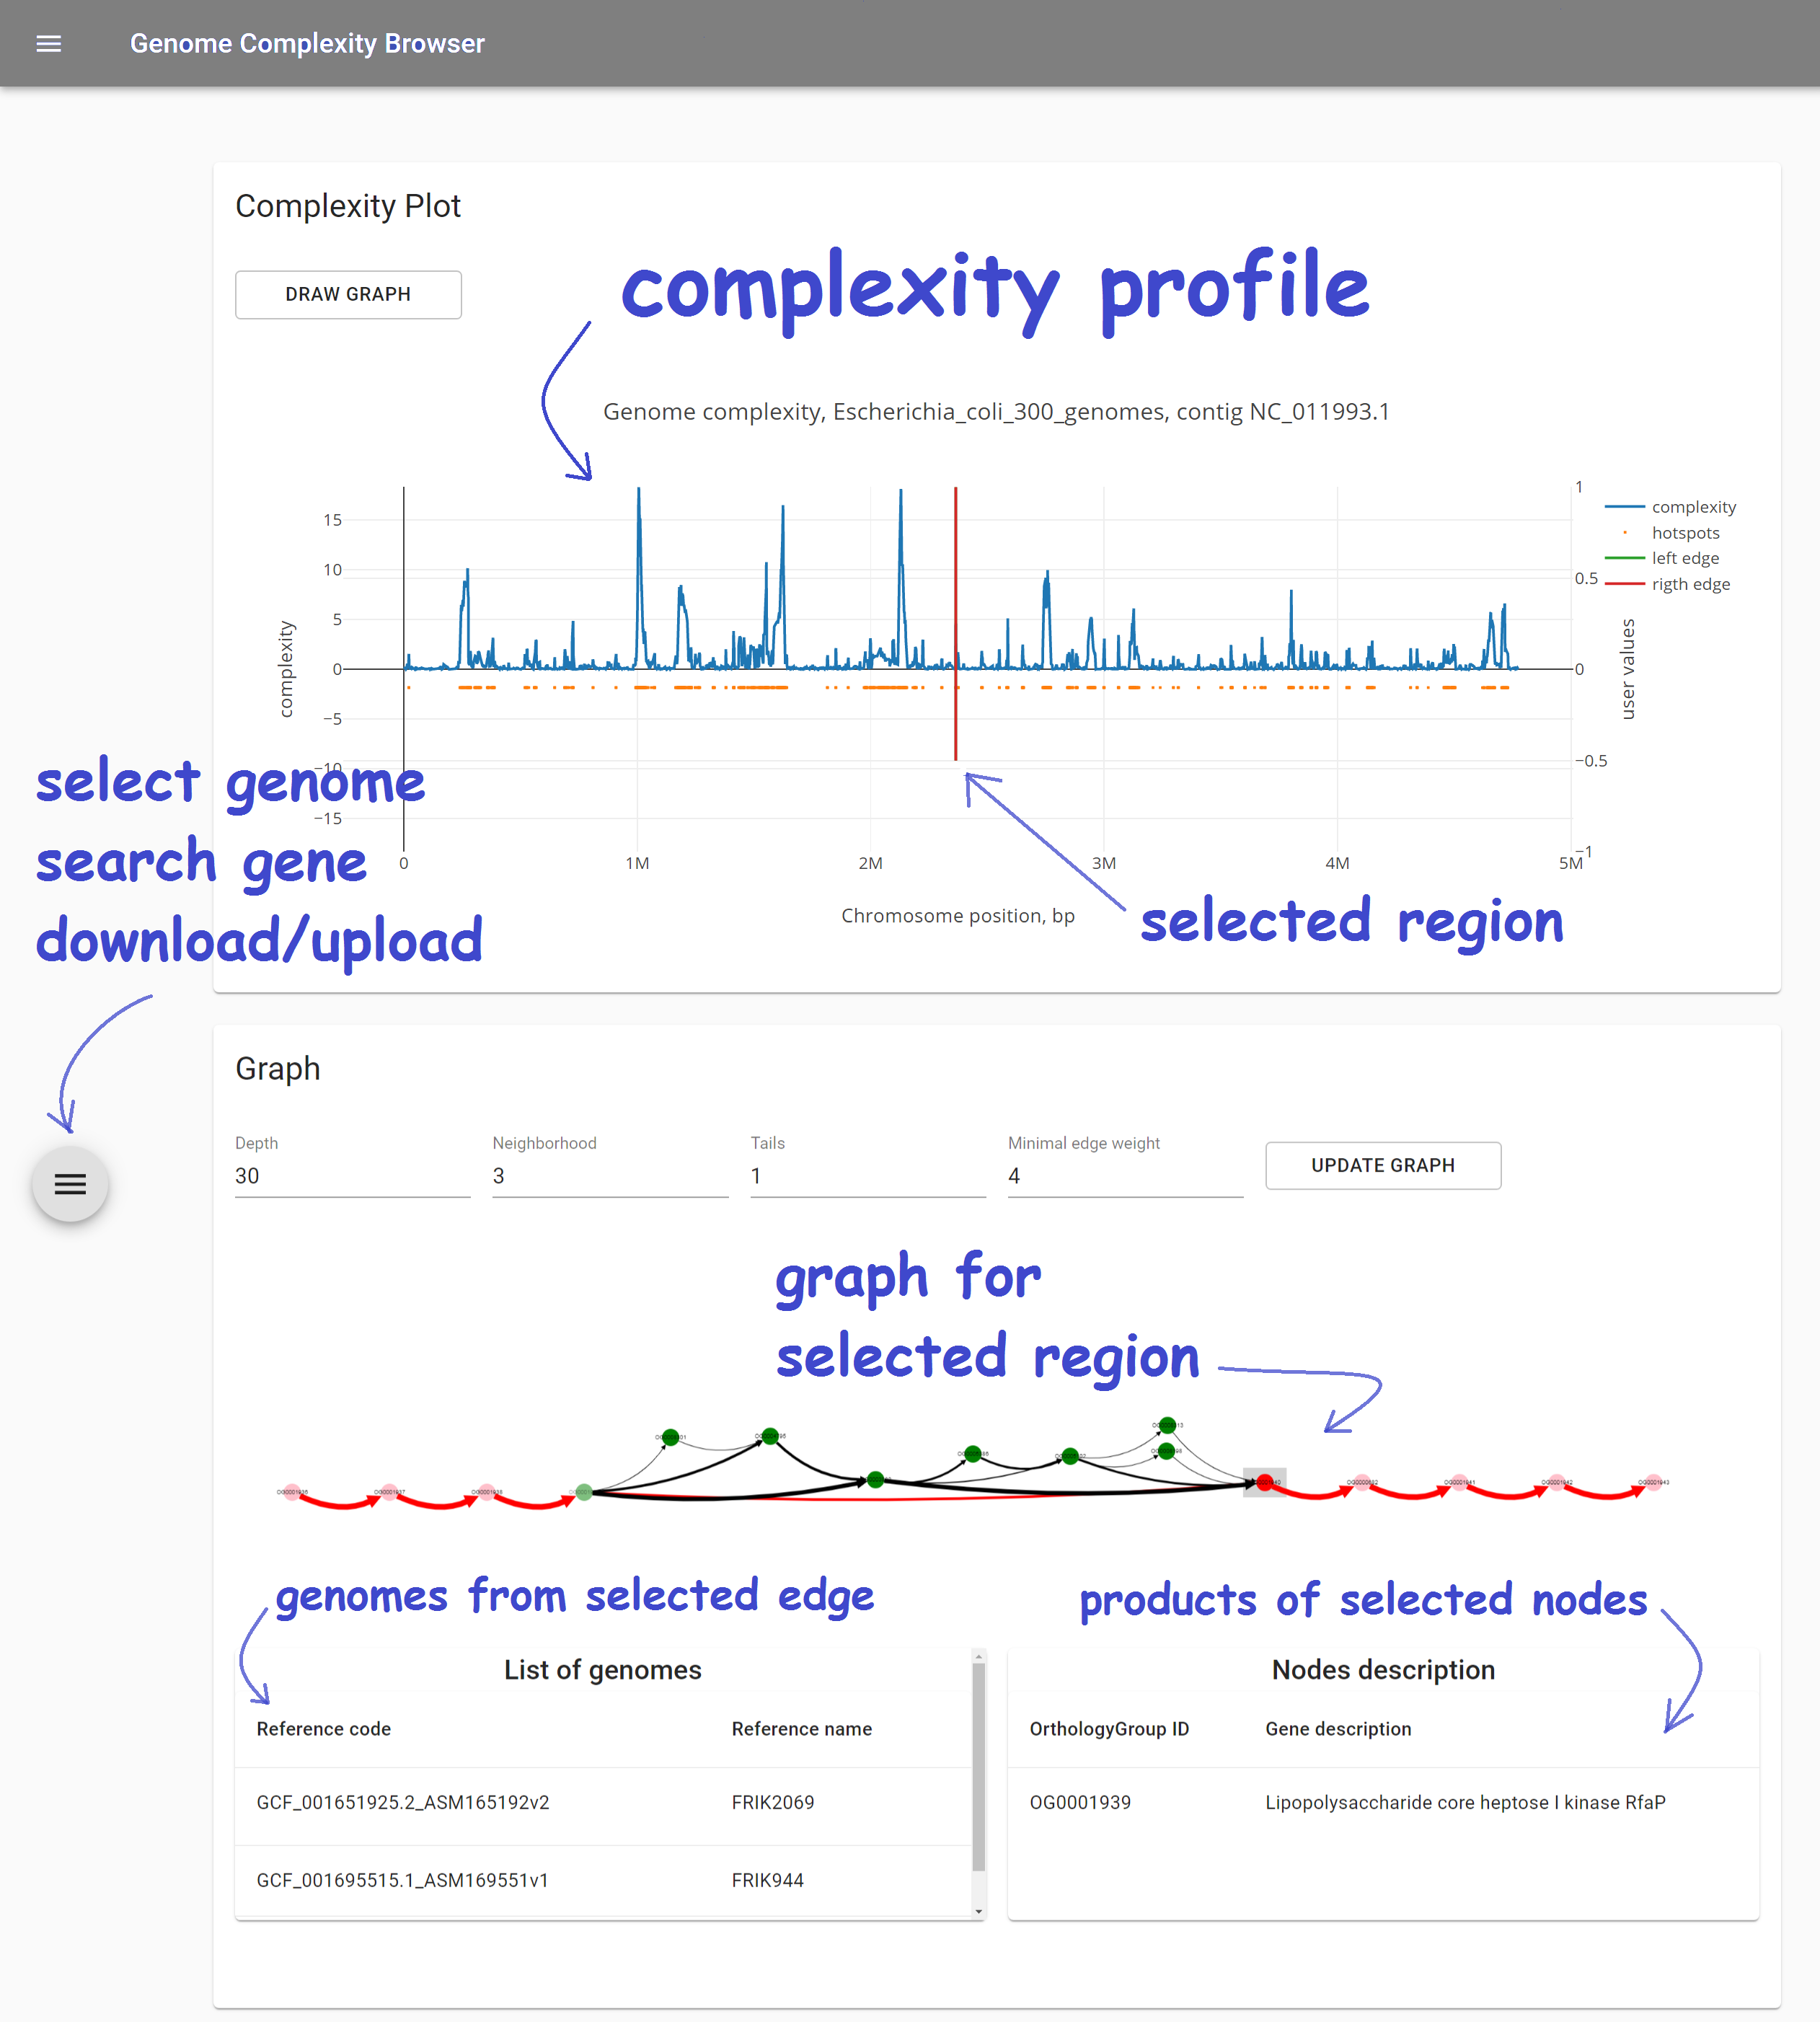 Genome Complexity Browser
Complexity Plot
DRAW GRAPH
complexity profile
Genome complexity, Escherichia_coli_300_genomes, contig NC_011993.1
15
10
5
0
−5
−10
−15
complexity
1
0.5
0
−0.5
−1
user values
complexity
hotspots
left edge
rigth edge
0
1M
2M
3M
4M
5M
Chromosome position, bp
select genome
search gene
download/upload
selected region
Graph
Depth
30
Neighborhood
3
Tails
1
Minimal edge weight
4
UPDATE GRAPH
graph for
selected region
OG0001937
OG0001941
OG0001942
OG0001943
genomes from selected edge
products of selected nodes
List of genomes
Reference code Reference name
GCF_001651925.2_ASM165192v2 FRIK2069
GCF_001695515.1_ASM169551v1 FRIK944
Nodes description
OrthologyGroup ID Gene description
OG0001939 Lipopolysaccharide core heptose I kinase RfaP